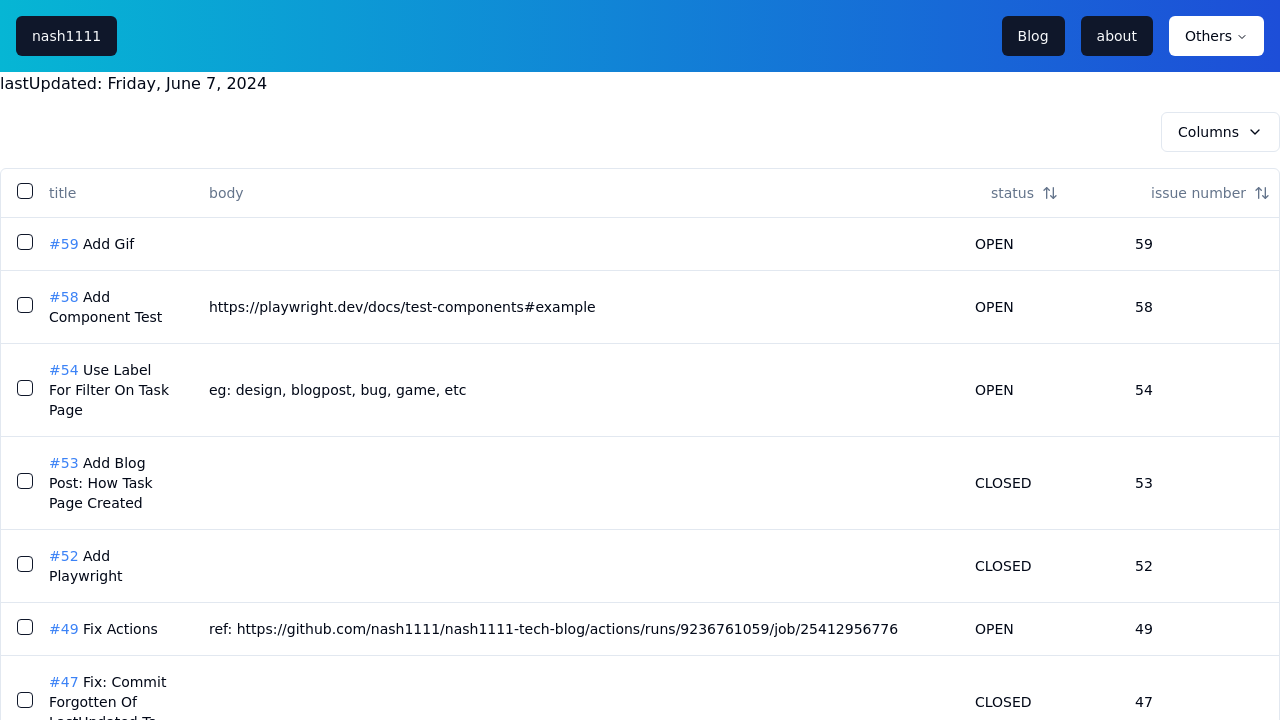 nash1111
Blog
about
Others
lastUpdated: Friday, June 7, 2024
Columns
title body status issue number
#59 Add Gif OPEN 59
#58 Add
Component Test
https://playwright.dev/docs/test-components#example OPEN 58
#54 Use Label
For Filter On Task
Page
eg: design, blogpost, bug, game, etc OPEN 54
#53 Add Blog
Post: How Task
Page Created
CLOSED 53
#52 Add
Playwright
CLOSED 52
#49 Fix Actions ref: https://github.com/nash1111/nash1111-tech-blog/actions/runs/9236761059/job/25412956776 OPEN 49
#47 Fix: Commit
Forgotten Of
LastUpdated Ts
CLOSED 47